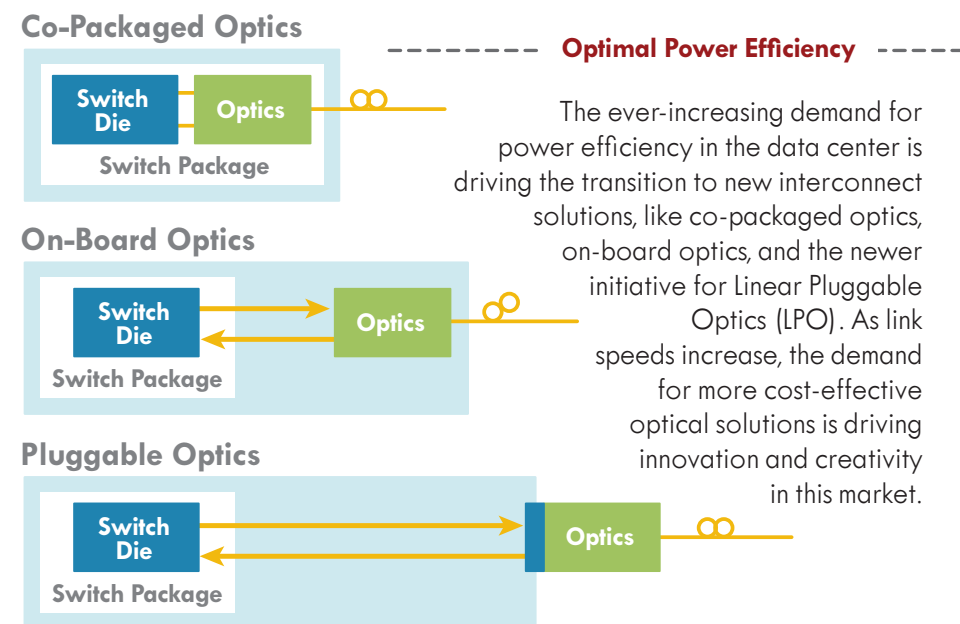 Co-Packaged Optics
Switch
Die
Optics
Switch Package
On-Board Optics
Switch
Die
Optics
Switch Package
Pluggable Optics
Switch
Die
Optics
Switch Package
Optimal Power Efficiency
The ever-increasing demand for
power efficiency in the data center is
driving the transition to new interconnect
solutions, like co-packaged optics,
on-board optics, and the newer
initiative for Linear Pluggable
Optics (LPO). As link
speeds increase, the demand
for more cost-effective
optical solutions is driving
innovation and creativity
in this market.